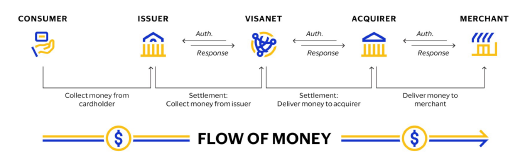 CONSUMER
ISSUER
VISANET
ACQUIRER
MERCHANT
Auth.
Response
Auth.
Response
Auth.
Response
Collect money from
cardholder
Settlement:
Collect money from issuer
Settlement:
Deliver money to acquirer
Deliver money to
merchant
$ FLOW OF MONEY $